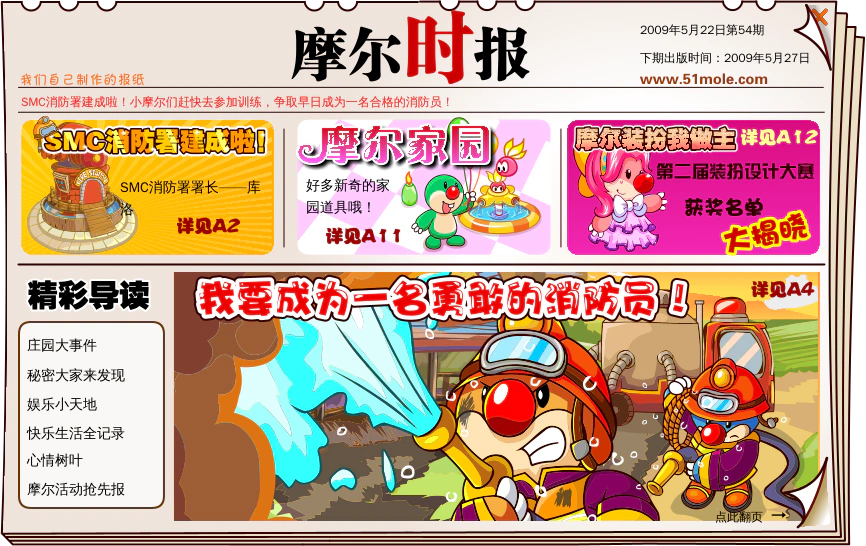 摩尔时报
2009年5月22日第54期
下期出版时间：2009年5月27日
www.51mole.com
我们自己制作的报纸
SMC消防署建成啦！小摩尔们赶快去参加训练，争取早日成为一名合格的消防员！
SMC消防署建成啦!
SMC消防署署长——库
洛
详见A2
摩尔家园
好多新奇的家
园道具哦！
详见A11
摩尔装扮我做主 详见A12
第二届装扮设计大赛
获奖名单
大揭晓
精彩导读
庄园大事件
秘密大家来发现
娱乐小天地
快乐生活全记录
心情树叶
摩尔活动抢先报
我要成为一名勇敢的消防员！
详见A4
点此翻页